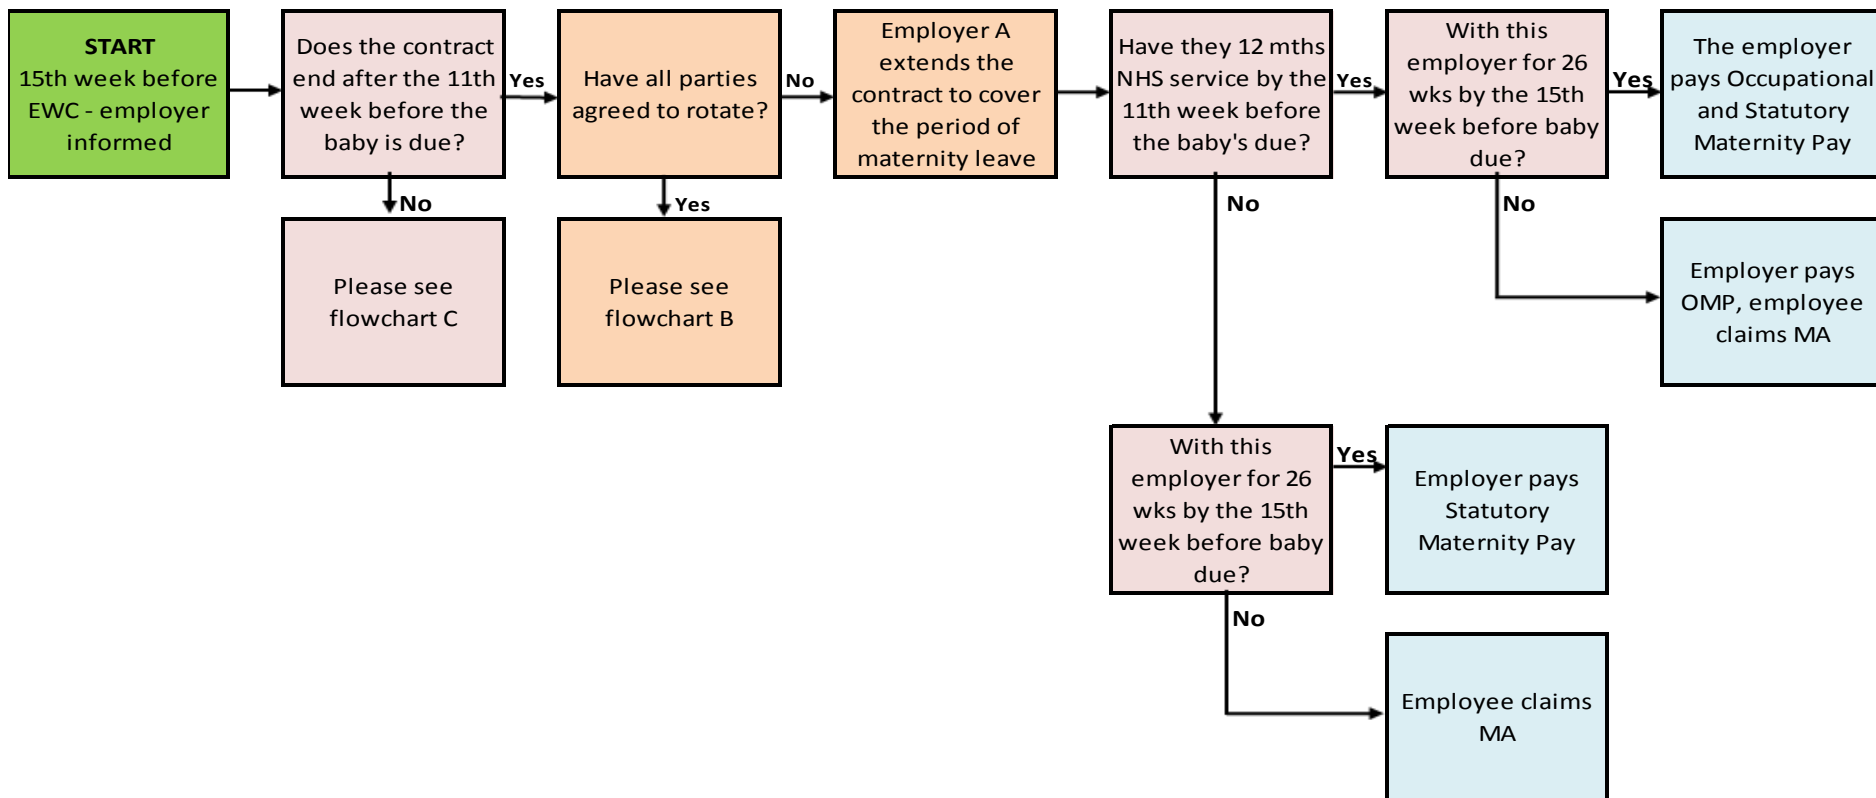 START
15th week before
EWC - employer
informed
Does the contract
end after the 11th
week before the
baby is due?
Yes
Have all parties
agreed to rotate?
No
Employer A
extends the
contract to cover
the period of
maternity leave
Have they 12 mths
NHS service by the
11th week before
the baby's due?
Yes
With this
employer for 26
wks by the 15th
week before baby
due?
Yes
The employer
pays Occupational
and Statutory
Maternity Pay
No
Please see
flowchart C
Yes
Please see
flowchart B
No
No
Employer pays
OMP, employee
claims MA
With this
employer for 26
wks by the 15th
week before baby
due?
Yes
Employer pays
Statutory
Maternity Pay
No
Employee claims
MA